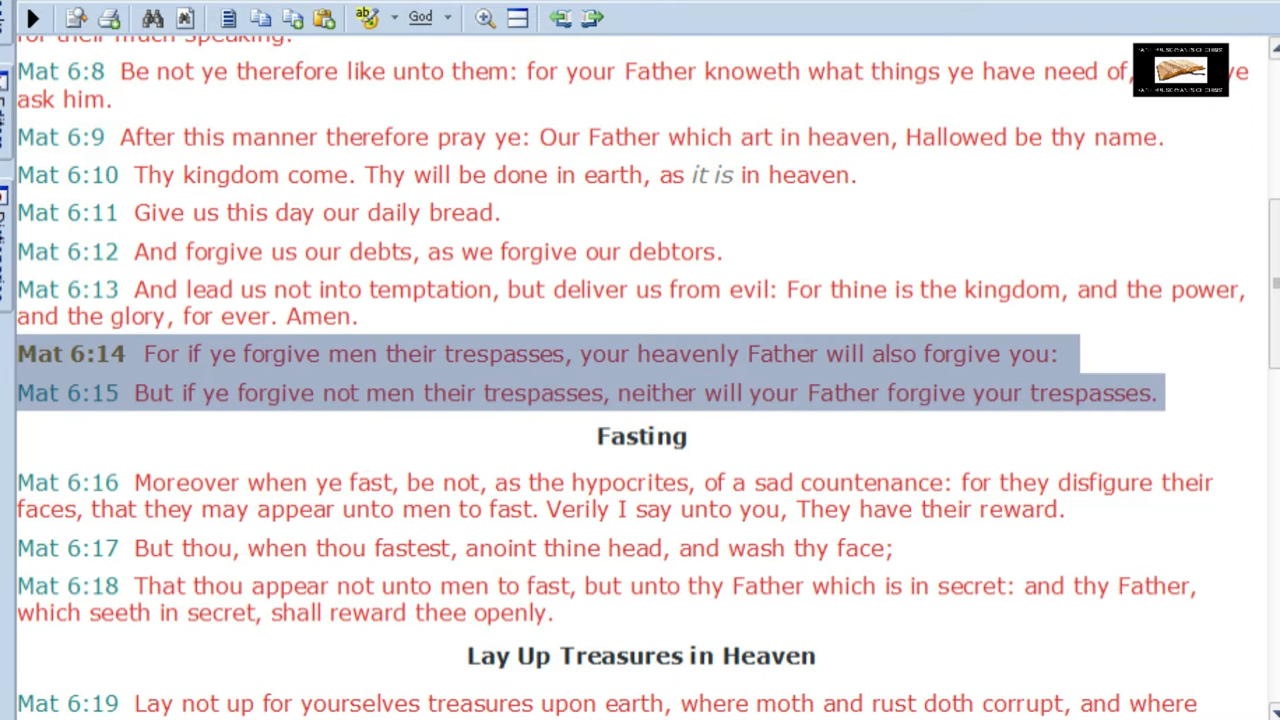 God
for their much speaking.
Mat 6:8 Be not ye therefore like unto them: for your Father knoweth what things ye have need of, ye
ask him.
Mat 6:9 After this manner therefore pray ye: Our Father which art in heaven, Hallowed be thy name.
Mat 6:10 Thy kingdom come. Thy will be done in earth, as it is in heaven.
Mat 6:11 Give us this day our daily bread.
Mat 6:12 And forgive us our debts, as we forgive our debtors.
Mat 6:13 And lead us not into temptation, but deliver us from evil: For thine is the kingdom, and the power,
and the glory, for ever. Amen.
Mat 6:14 For if ye forgive men their trespasses, your heavenly Father will also forgive you:
Mat 6:15 But if ye forgive not men their trespasses, neither will your Father forgive your trespasses.
Fasting
Mat 6:16 Moreover when ye fast, be not, as the hypocrites, of a sad countenance: for they disfigure their
faces, that they may appear unto men to fast. Verily I say unto you, They have their reward.
Mat 6:17 But thou, when thou fastest, anoint thine head, and wash thy face;
Mat 6:18 That thou appear not unto men to fast, but unto thy Father which is in secret: and thy Father,
which seeth in secret, shall reward thee openly.
Lay Up Treasures in Heaven
Mat 6:19 Lay not up for yourselves treasures upon earth, where moth and rust doth corrupt, and where